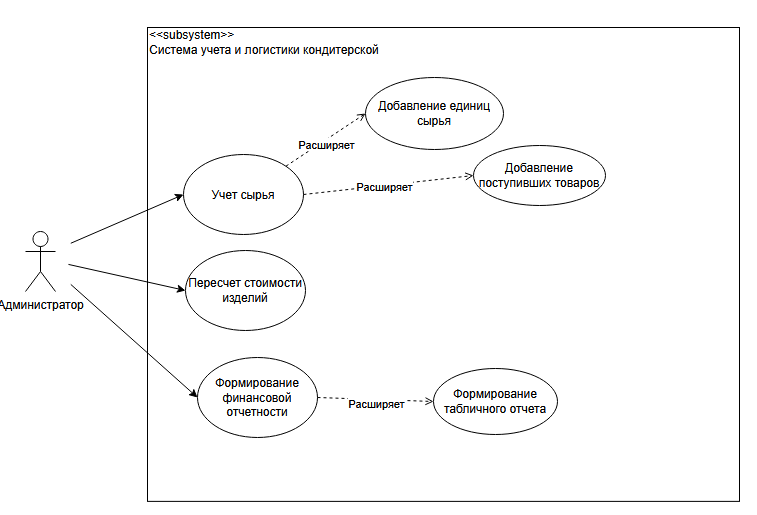 <<subsystem>>
Система учета и логистики кондитерской
Добавление единиц
сырья
Расширяет
Добавление
поступивших товаров
Расширяет
Учет сырья
Администратор
Пересчет стоимости
изделий
Формирование
финансовой
отчетности
Расширяет
Формирование
табличного отчета